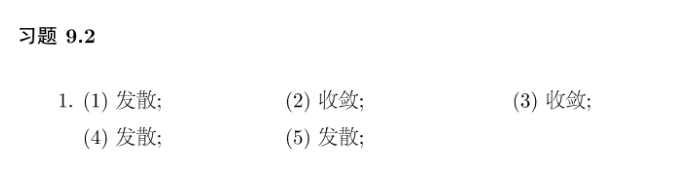 习题 9.2
1. (1) 发散; (2) 收敛; (3) 收敛;
(4) 发散; (5) 发散;